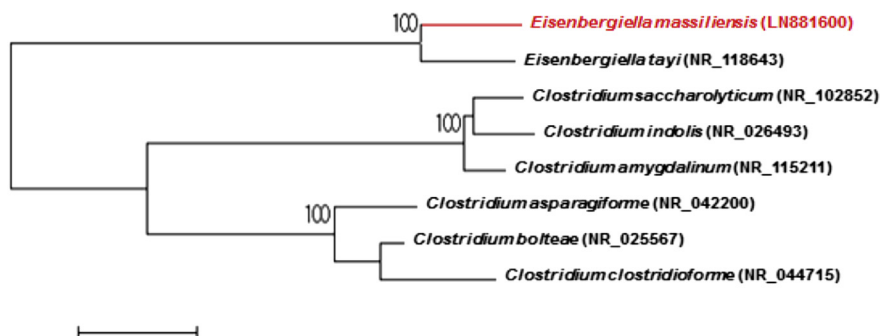 100
Eisenbergiella massiliensis (LN881600)
Eisenbergiella tayi (NR_118643)
Clostridium saccharolyticum (NR_102852)
100
Clostridium indolis (NR_026493)
Clostridium amygdalinum (NR_115211)
100
Clostridium asparagiforme (NR_042200)
Clostridium bolteae (NR_025567)
Clostridium clostridioforme (NR_044715)